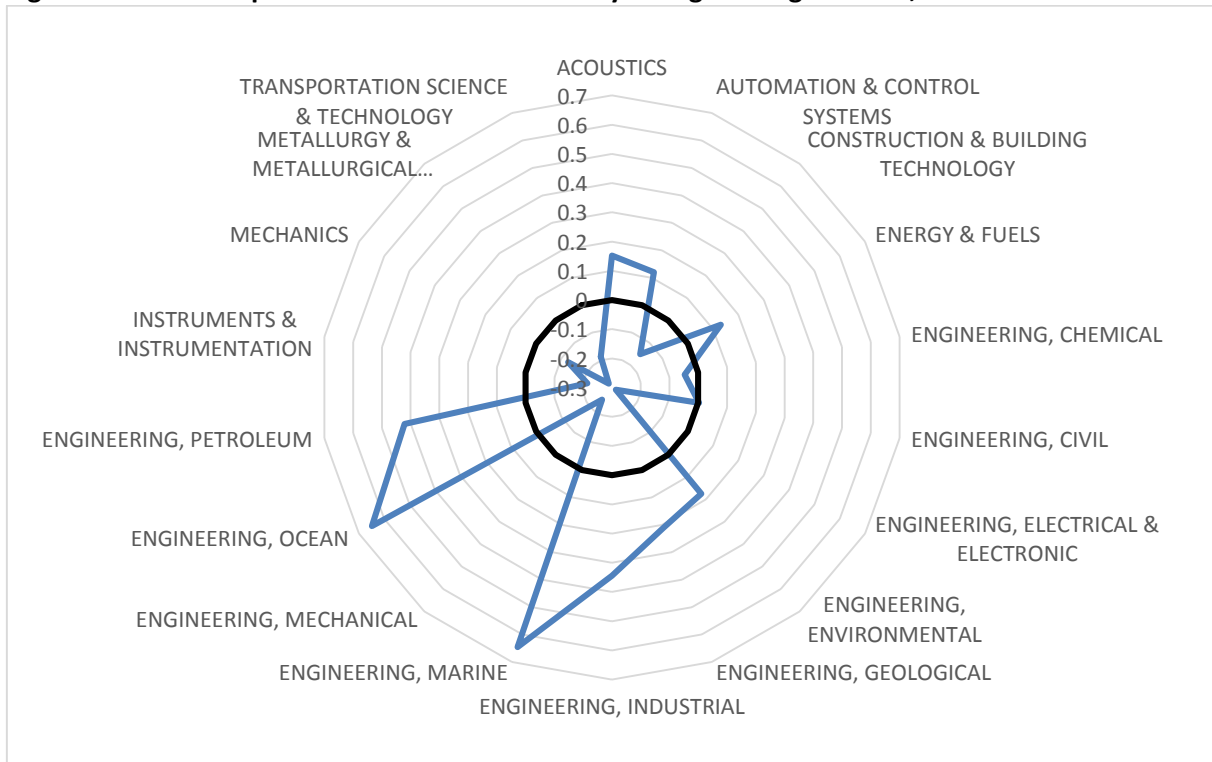 ACOUSTICS
AUTOMATION & CONTROL
SYSTEMS
CONSTRUCTION & BUILDING
TECHNOLOGY
ENERGY & FUELS
ENGINEERING, CHEMICAL
ENGINEERING, CIVIL
ENGINEERING, ELECTRICAL &
ELECTRONIC
ENGINEERING,
ENVIRONMENTAL
ENGINEERING, GEOLOGICAL
ENGINEERING, INDUSTRIAL
ENGINEERING, MARINE
ENGINEERING, MECHANICAL
ENGINEERING, OCEAN
ENGINEERING, PETROLEUM
INSTRUMENTS &
INSTRUMENTATION
MECHANICS
METALLURGY &
METALLURGICAL...
TRANSPORTATION SCIENCE
& TECHNOLOGY
0.7
0.6
0.5
0.4
0.3
0.2
0.1
0
-0.1
-0.2
-0.3